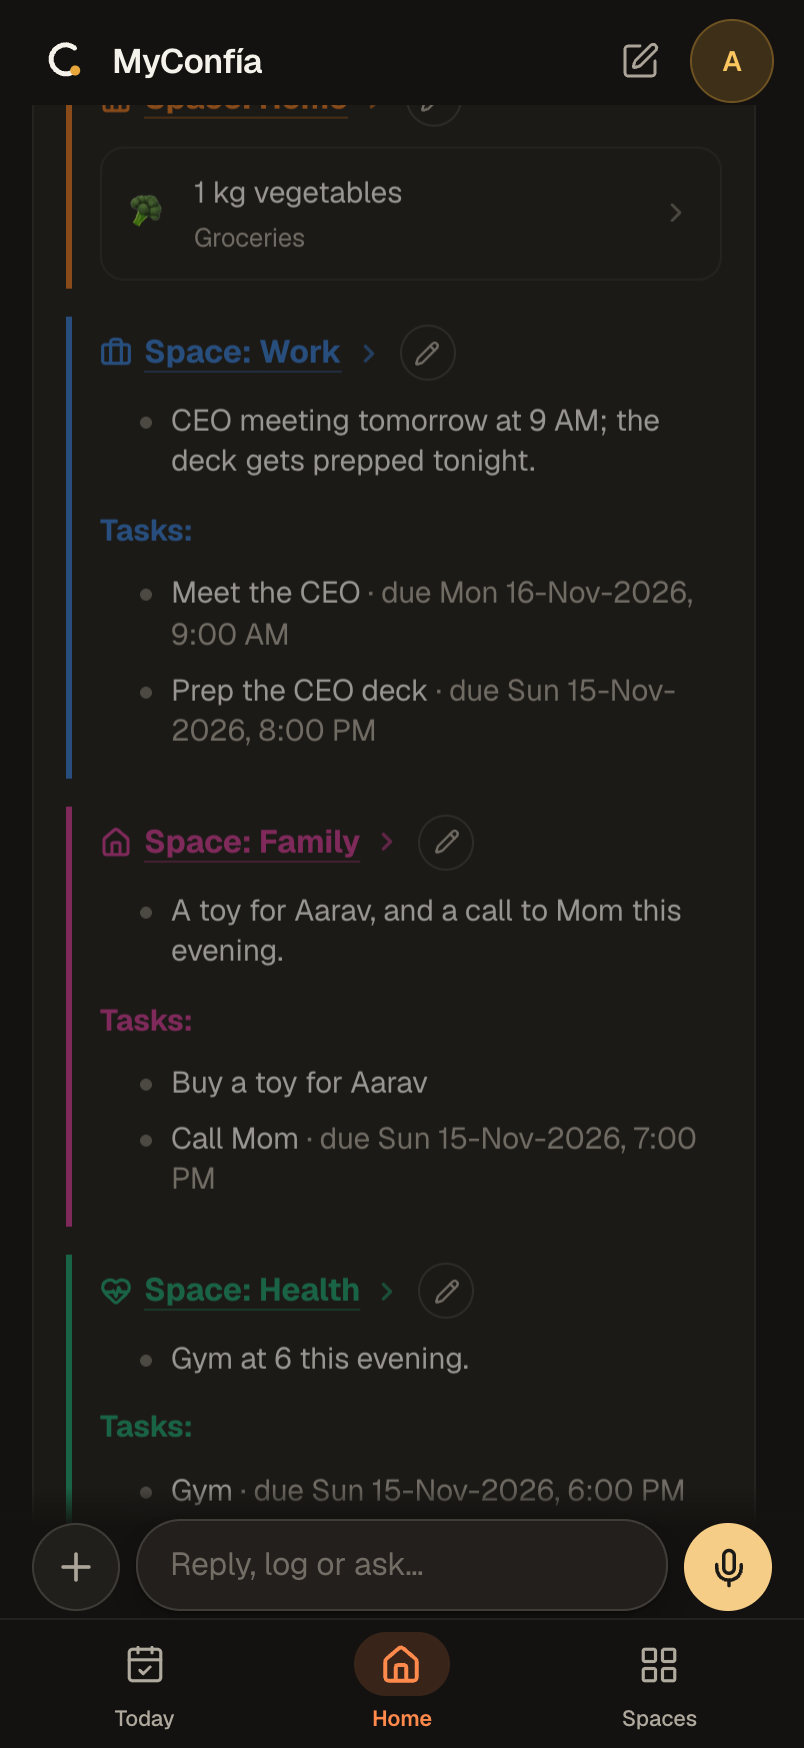 MyConfía
A
Space: Home
1 kg vegetables
Groceries
Space: Work
CEO meeting tomorrow at 9 AM; the
deck gets prepped tonight.
Tasks:
Meet the CEO · due Mon 16-Nov-2026,
9:00 AM
Prep the CEO deck · due Sun 15-Nov-
2026, 8:00 PM
Space: Family
A toy for Aarav, and a call to Mom this
evening.
Tasks:
Buy a toy for Aarav
Call Mom · due Sun 15-Nov-2026, 7:00
PM
Space: Health
Gym at 6 this evening.
Tasks:
Gym · due Sun 15-Nov-2026, 6:00 PM
Reply, log or ask...
Today
Home
Spaces